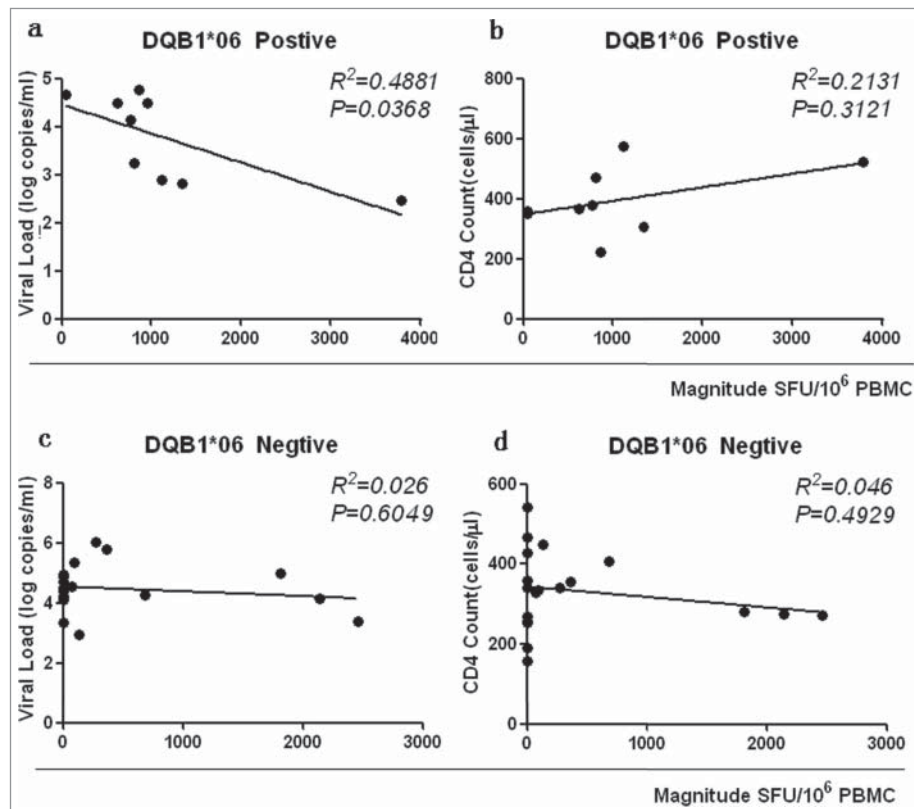 a
DQB1*06 Postive
R²=0.4881
P=0.0368
Viral Load (log copies/ml)
5
4
3
2
1
0
0 1000 2000 3000 4000
b
DQB1*06 Postive
R²=0.2131
P=0.3121
CD4 Count(cells/µl)
800
600
400
200
0
0 1000 2000 3000 4000
Magnitude SFU/10⁶ PBMC
c
DQB1*06 Negtive
R²=0.026
P=0.6049
Viral Load (log copies/ml)
8
6
4
2
0
0 1000 2000 3000
d
DQB1*06 Negtive
R²=0.046
P=0.4929
CD4 Count(cells/µl)
600
400
200
0
0 1000 2000 3000
Magnitude SFU/10⁶ PBMC